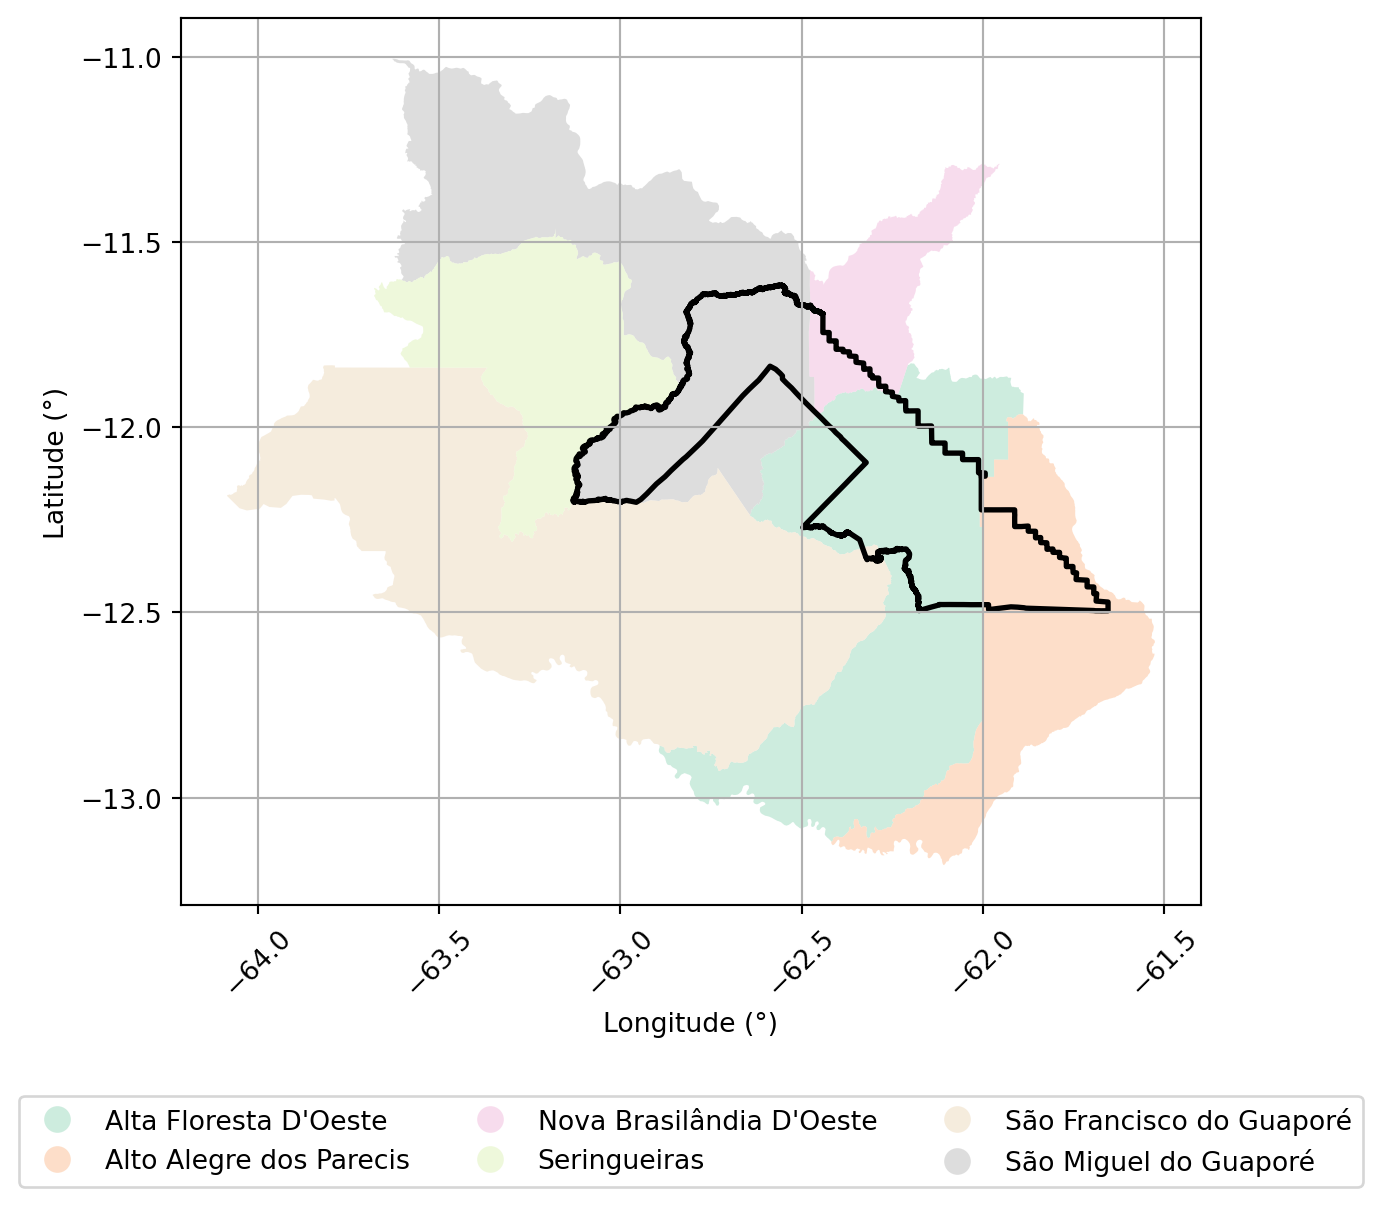 −11.0
−11.5
−12.0
−12.5
−13.0
Latitude (°)
−64.0
−63.5
−63.0
−62.5
−62.0
−61.5
Longitude (°)
Alta Floresta D'Oeste
Alto Alegre dos Parecis
Nova Brasilândia D'Oeste
Seringueiras
São Francisco do Guaporé
São Miguel do Guaporé